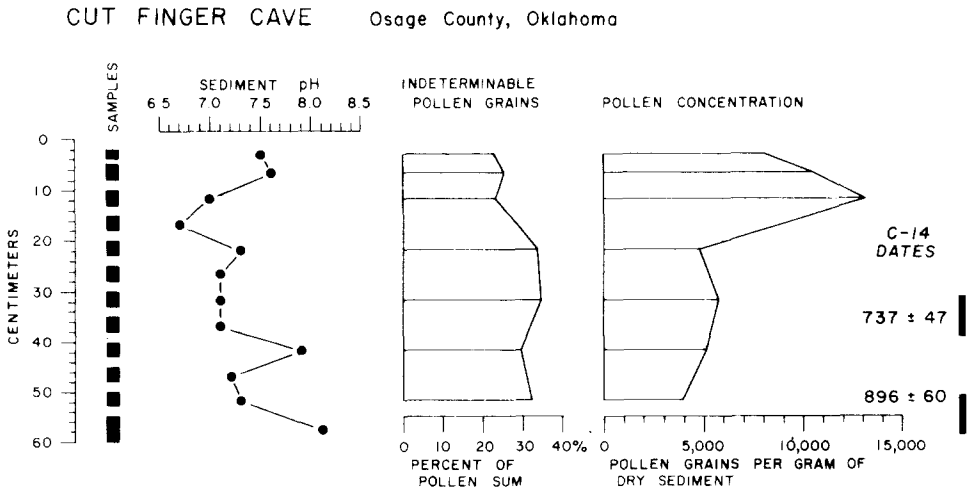 CUT FINGER CAVE Osage County, Oklahoma
SAMPLES
SEDIMENT pH
6 5 7.0 7.5 8.0 8.5
INDETERMINABLE
POLLEN GRAINS
POLLEN CONCENTRATION
CENTIMETERS
0
10
20
30
40
50
60
C-14
DATES
737 ± 47
896 ± 60
0 10 20 30 40%
PERCENT OF
POLLEN SUM
0 5,000 10,000 15,000
POLLEN GRAINS PER GRAM OF
DRY SEDIMENT